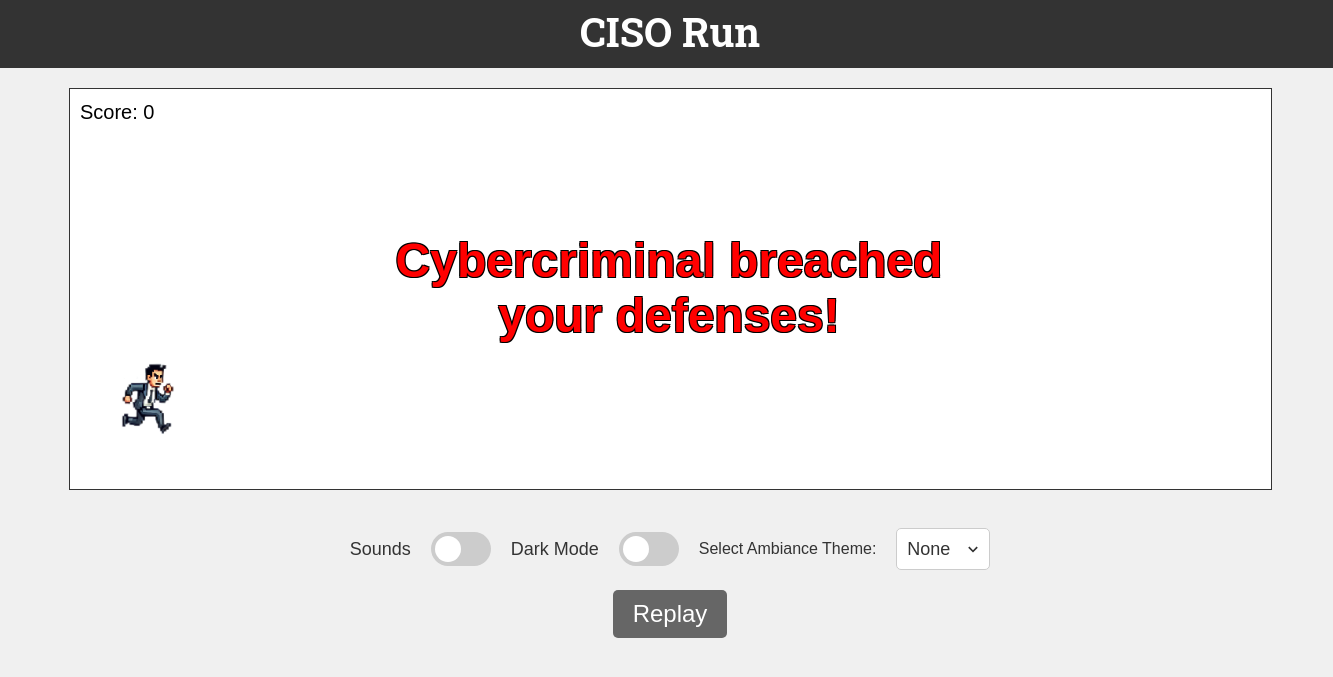 CISO Run
Score: 0
Cybercriminal breached
your defenses!
Sounds
Dark Mode
Select Ambiance Theme:
None
Replay